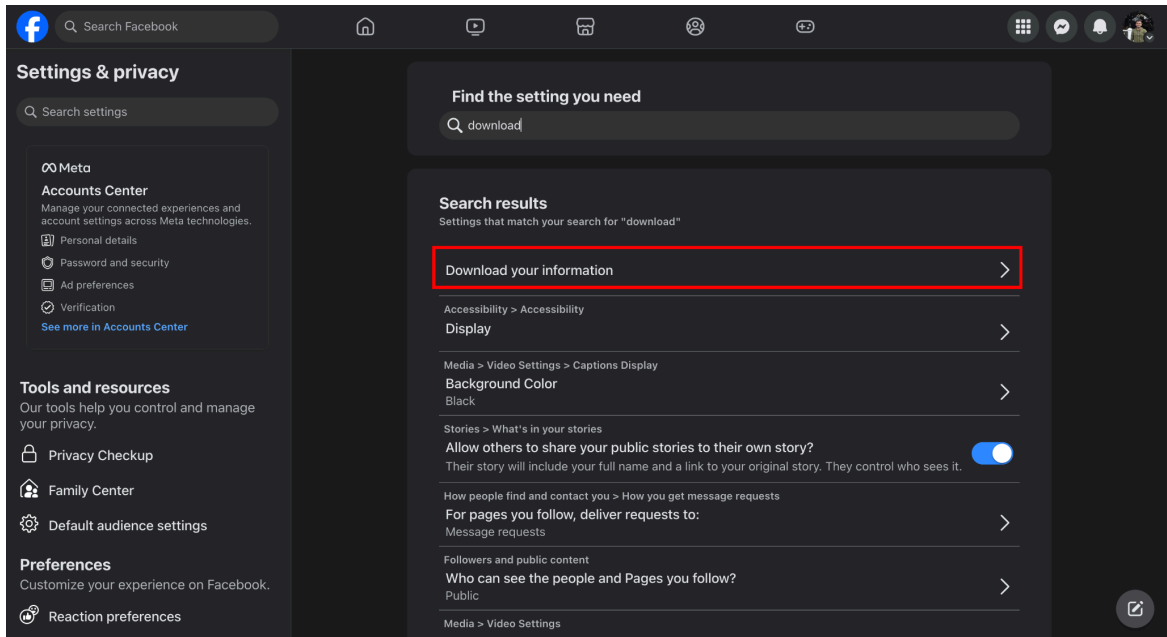 Search Facebook
Settings & privacy
Search settings
Meta
Accounts Center
Manage your connected experiences and
account settings across Meta technologies.
Personal details
Password and security
Ad preferences
Verification
See more in Accounts Center
Tools and resources
Our tools help you control and manage
your privacy.
Privacy Checkup
Family Center
Default audience settings
Preferences
Customize your experience on Facebook.
Reaction preferences
Find the setting you need
download
Search results
Settings that match your search for "download"
Download your information
Accessibility > Accessibility
Display
Media > Video Settings > Captions Display
Background Color
Black
Stories > What's in your stories
Allow others to share your public stories to their own story?
Their story will include your full name and a link to your original story. They control who sees it.
How people find and contact you > How you get message requests
For pages you follow, deliver requests to:
Message requests
Followers and public content
Who can see the people and Pages you follow?
Public
Media > Video Settings